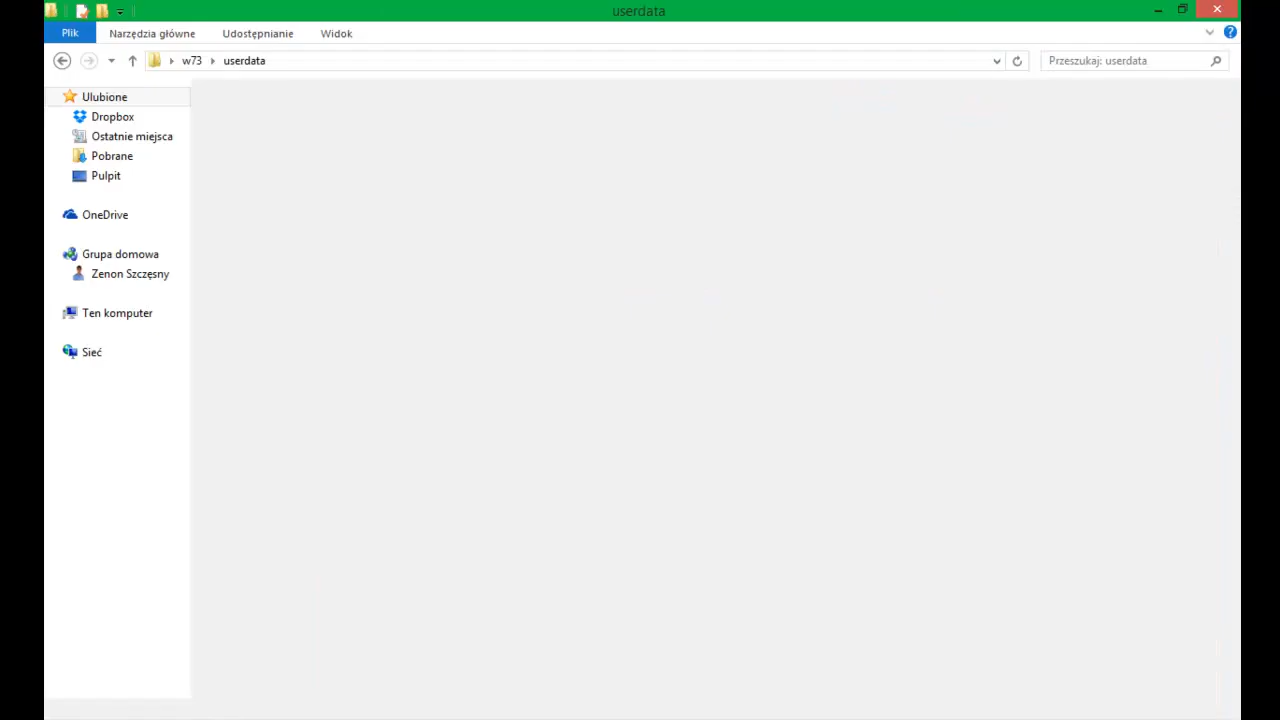 userdata
Plik Narzędzia główne Udostępnianie Widok
w73 userdata Przeszukaj: userdata
Ulubione
Dropbox
Ostatnie miejsca
Pobrane
Pulpit
OneDrive
Grupa domowa
Zenon Szczęsny
Ten komputer
Sieć